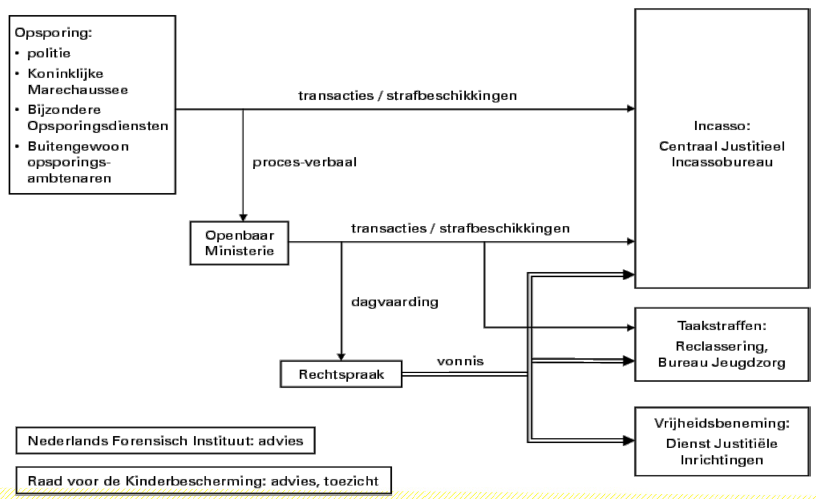 Opsporing:
• politie
• Koninklijke
Marechaussee
• Bijzondere
Opsporingsdiensten
• Buitengewoon
opsporings-
ambtenaren
transacties / strafbeschikkingen
Incasso:
Centraal Justitieel
Incassobureau
proces-verbaal
Openbaar
Ministerie
transacties / strafbeschikkingen
dagvaarding
Taakstraffen:
Reclassering,
Bureau Jeugdzorg
Rechtspraak
vonnis
Vrijheidsbeneming:
Dienst Justitiële
Inrichtingen
Nederlands Forensisch Instituut: advies
Raad voor de Kinderbescherming: advies, toezicht